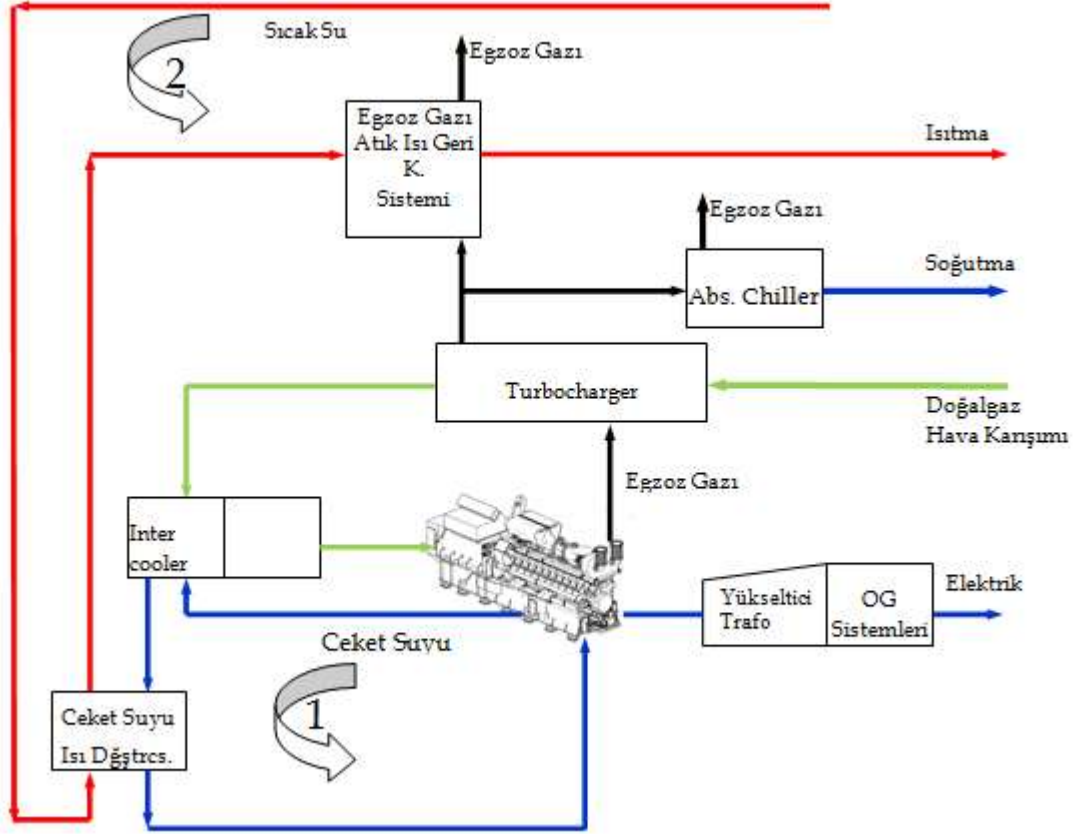 Sıcak Su
2
Egzoz Gazı
Egzoz Gazı
Atık Isı Geri
K.
Sistemi
Isıtma
Egzoz Gazı
Soğutma
Abs. Chiller
Turbocharger
Doğalgaz
Hava Karışımı
Egzoz Gazı
Inter
cooler
Yükseltici
Trafo
OG
Sistemleri
Elektrik
Ceket Suyu
1
Ceket Suyu
Isı Dğştrcs.